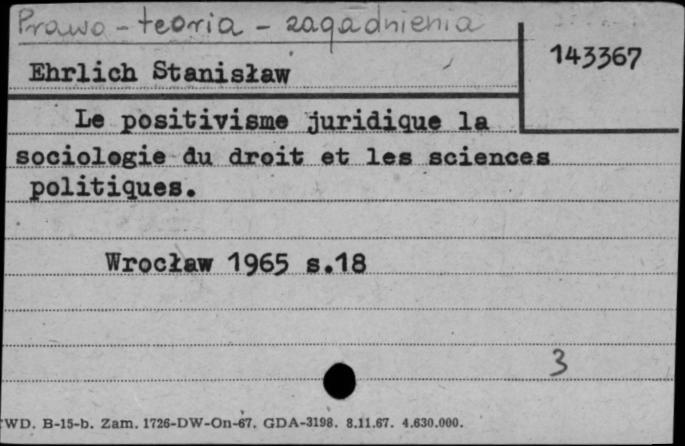 Prawo - teoria - zagadnienia
143367
Ehrlich Stanisław
Le positivisme juridique la
sociologie du droit et les sciences
politiques.
Wrocław 1965 s.18
3
WD. B-15-b. Zam. 1726-DW-On-67. GDA-3198. 8.11.67. 4.630.000.